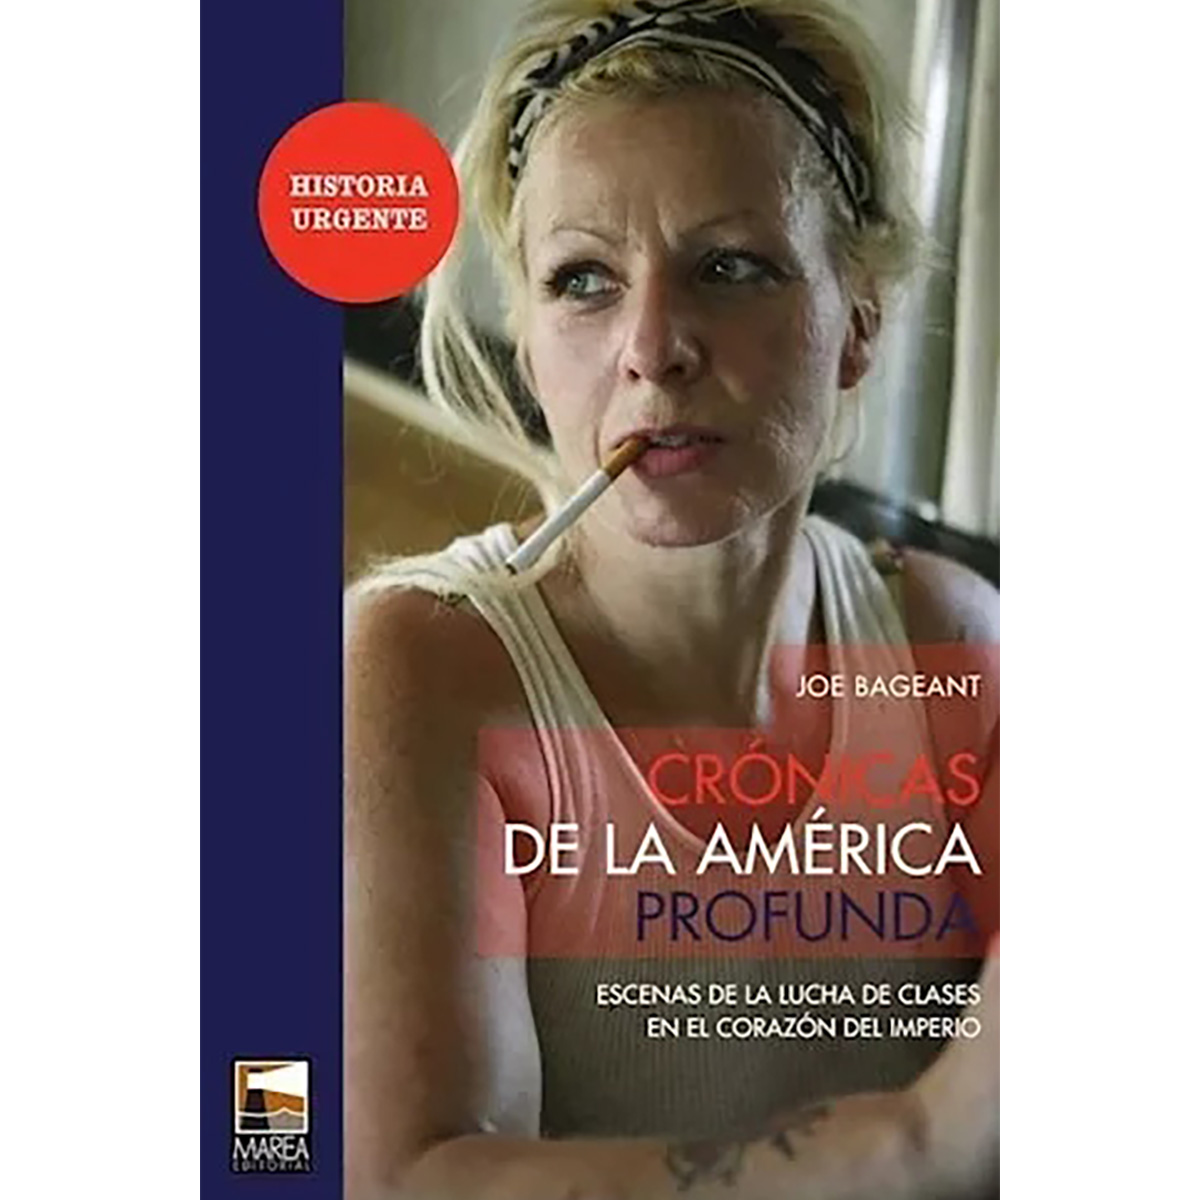 HISTORIA
URGENTE
JOE BAGEANT
CRÓNICAS
DE LA AMÉRICA
PROFUNDA
ESCENAS DE LA LUCHA DE CLASES
EN EL CORAZÓN DEL IMPERIO
MAREA
EDITORIAL